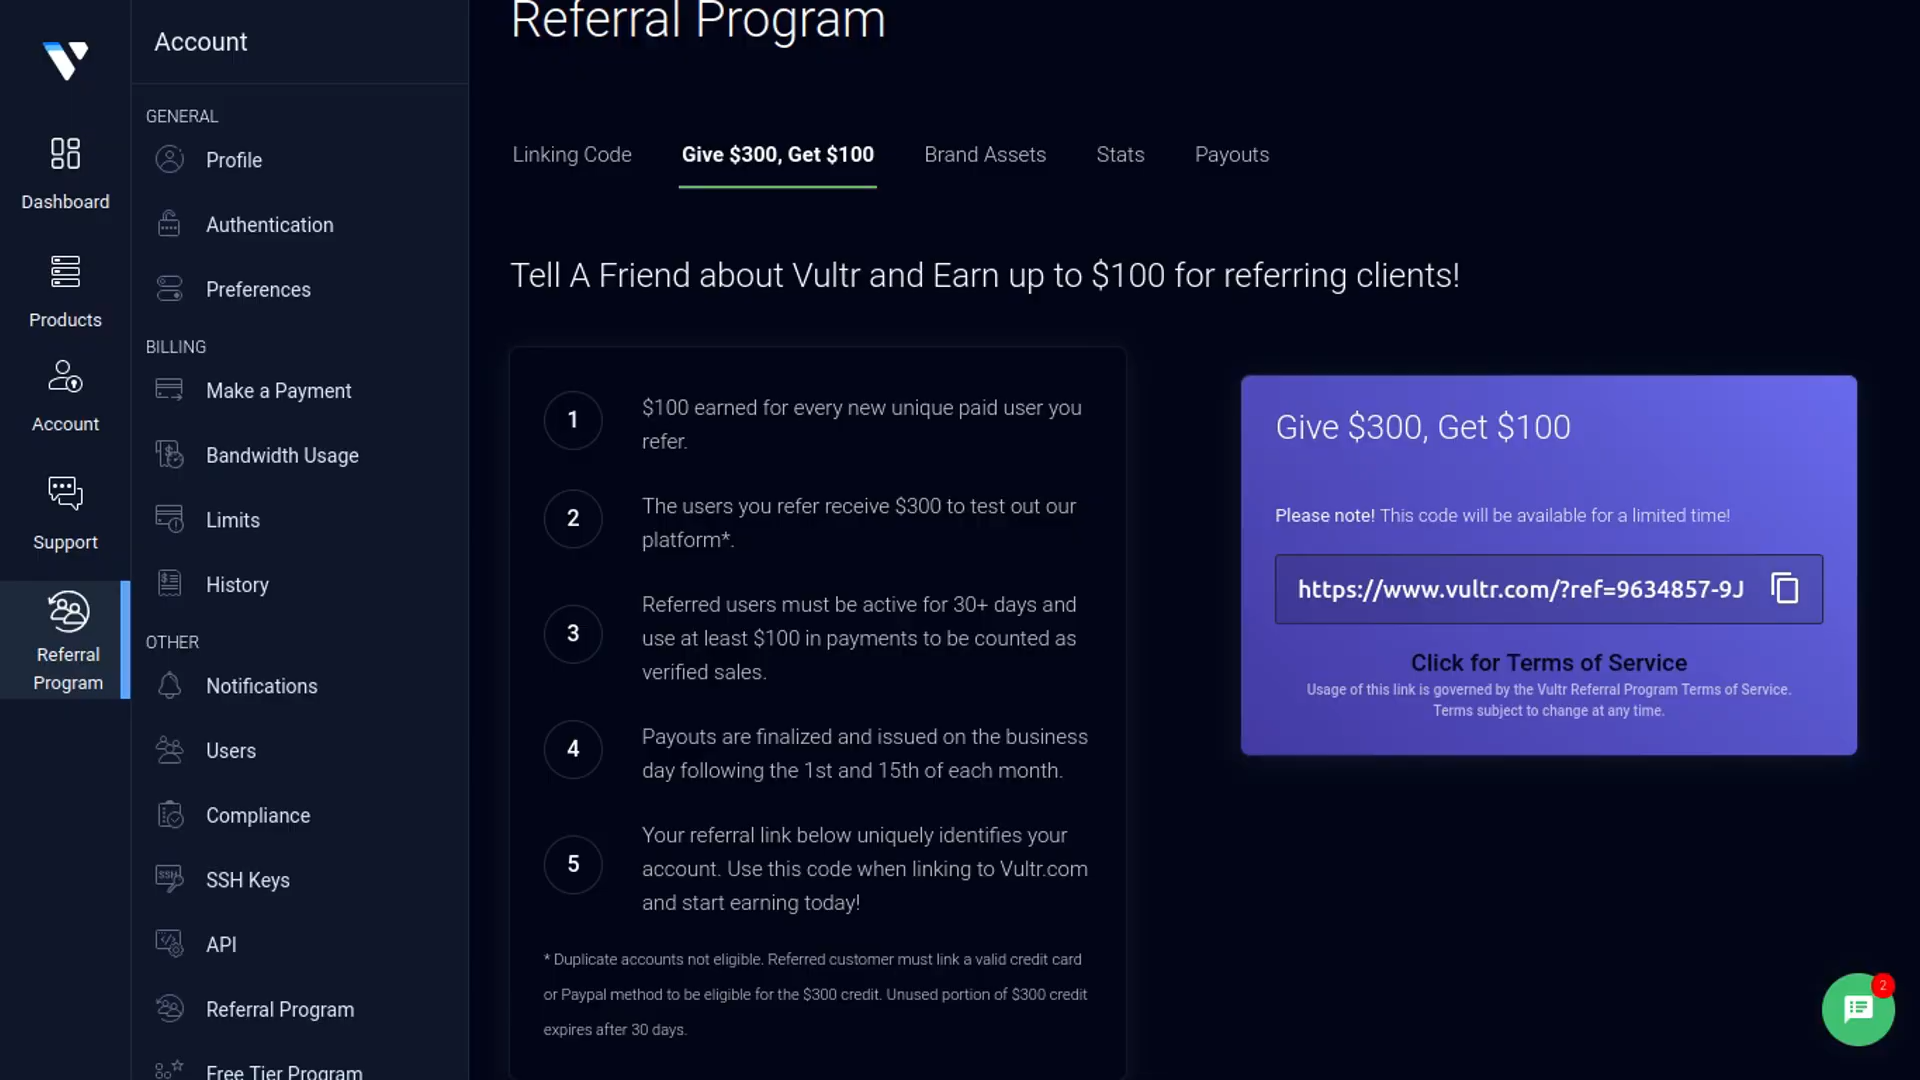 Account
Dashboard
Products
Account
Support
Referral
Program
GENERAL
Profile
Authentication
Preferences
BILLING
Make a Payment
Bandwidth Usage
Limits
History
OTHER
Notifications
Users
Compliance
SSH Keys
API
Referral Program
Free Tier Program
Referral Program
Linking Code
Give $300, Get $100
Brand Assets
Stats
Payouts
Tell A Friend about Vultr and Earn up to $100 for referring clients!
1
$100 earned for every new unique paid user you
refer.
2
The users you refer receive $300 to test out our
platform*.
3
Referred users must be active for 30+ days and
use at least $100 in payments to be counted as
verified sales.
4
Payouts are finalized and issued on the business
day following the 1st and 15th of each month.
5
Your referral link below uniquely identifies your
account. Use this code when linking to Vultr.com
and start earning today!
* Duplicate accounts not eligible. Referred customer must link a valid credit card
or Paypal method to be eligible for the $300 credit. Unused portion of $300 credit
expires after 30 days.
Give $300, Get $100
Please note! This code will be available for a limited time!
https://www.vultr.com/?ref=9634857-9J
Click for Terms of Service
Usage of this link is governed by the Vultr Referral Program Terms of Service.
Terms subject to change at any time.
2